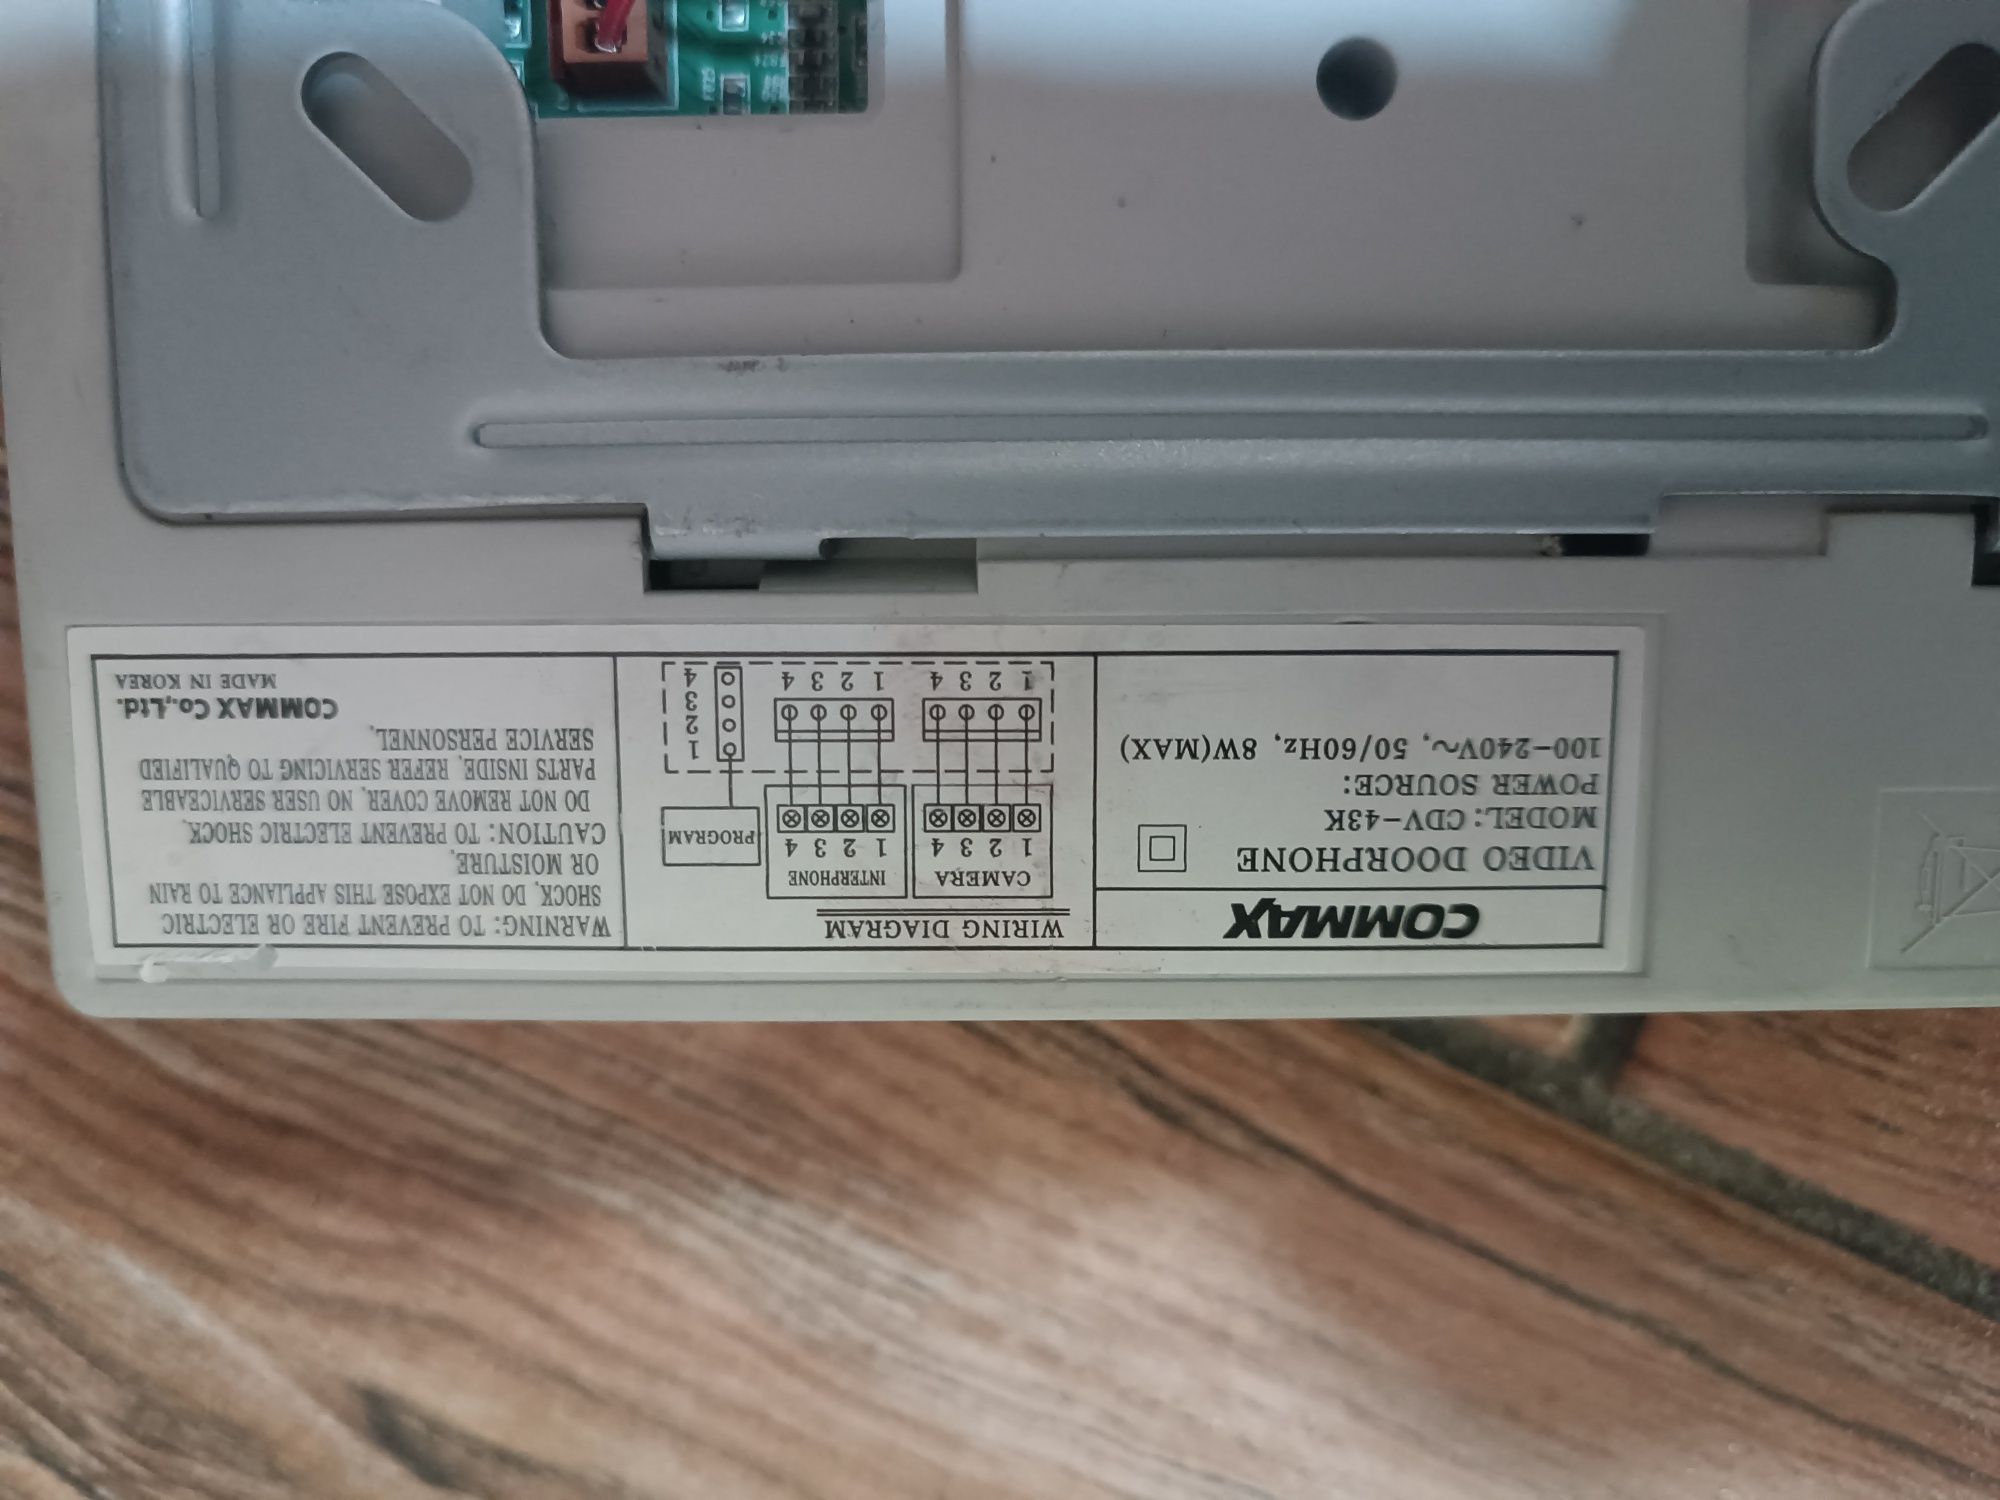 COMMAX
VIDEO DOORPHONE
MODEL: CDV-43K
POWER SOURCE:
100-240V~, 50/60Hz, 8W(MAX)
WIRING DIAGRAM
CAMERA
1 2 3 4
1 2 3 4
INTERPHONE
1 2 3 4
1 2 3 4
PROGRAM
1
2
3
4
WARNING: TO PREVENT FIRE OR ELECTRIC
SHOCK, DO NOT EXPOSE THIS APPLIANCE TO RAIN
OR MOISTURE.
CAUTION: TO PREVENT ELECTRIC SHOCK,
DO NOT REMOVE COVER, NO USER SERVICEABLE
PARTS INSIDE, REFER SERVICING TO QUALIFIED
SERVICE PERSONNEL.
COMMAX Co.,Ltd.
MADE IN KOREA